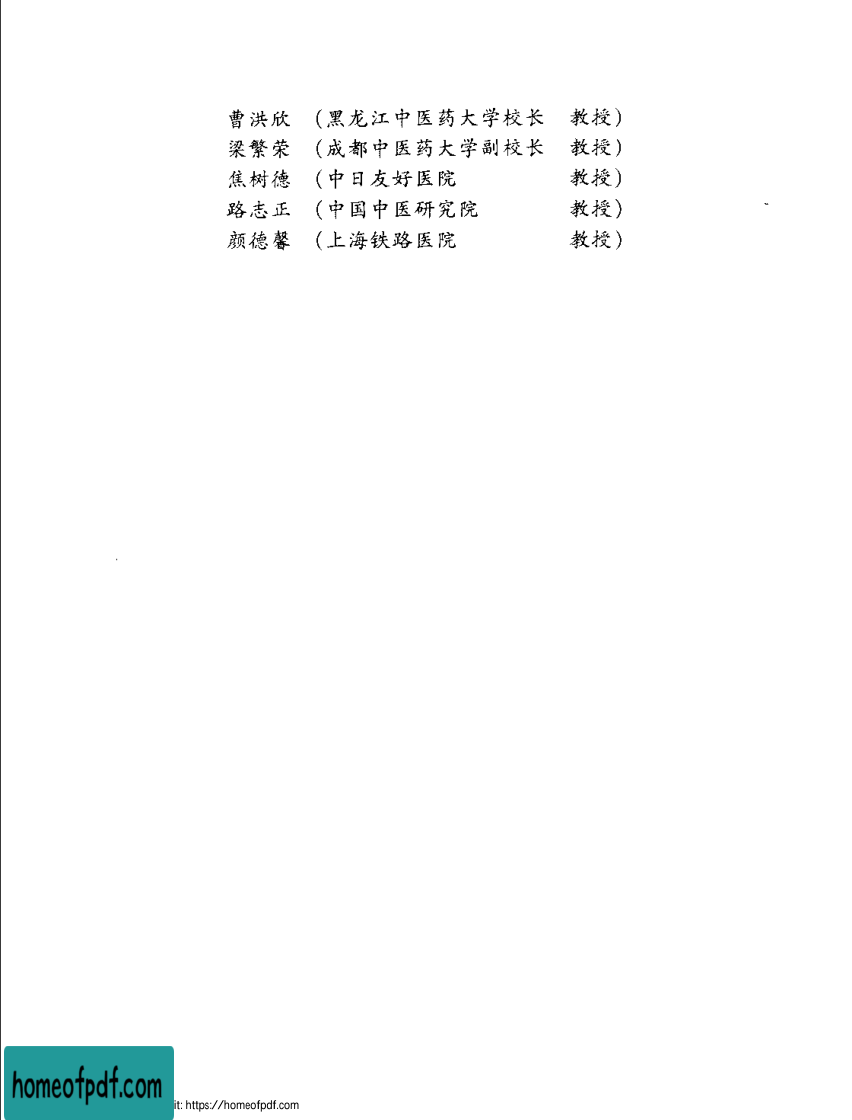 曹洪欣 （黑龙江中医药大学校长 教授）
梁繁荣 （成都中医药大学副校长 教授）
焦树德 （中日友好医院 教授）
路志正 （中国中医研究院 教授）
颜德馨 （上海铁路医院 教授）
homeofpdf.com
it: https://homeofpdf.com